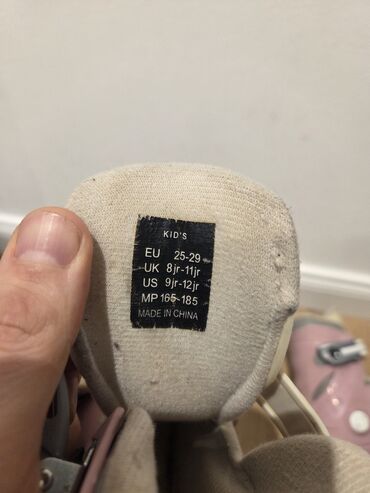 KID'S
EU 25-29
UK 8jr-11jr
US 9jr-12jr
MP 165-185
MADE IN CHINA